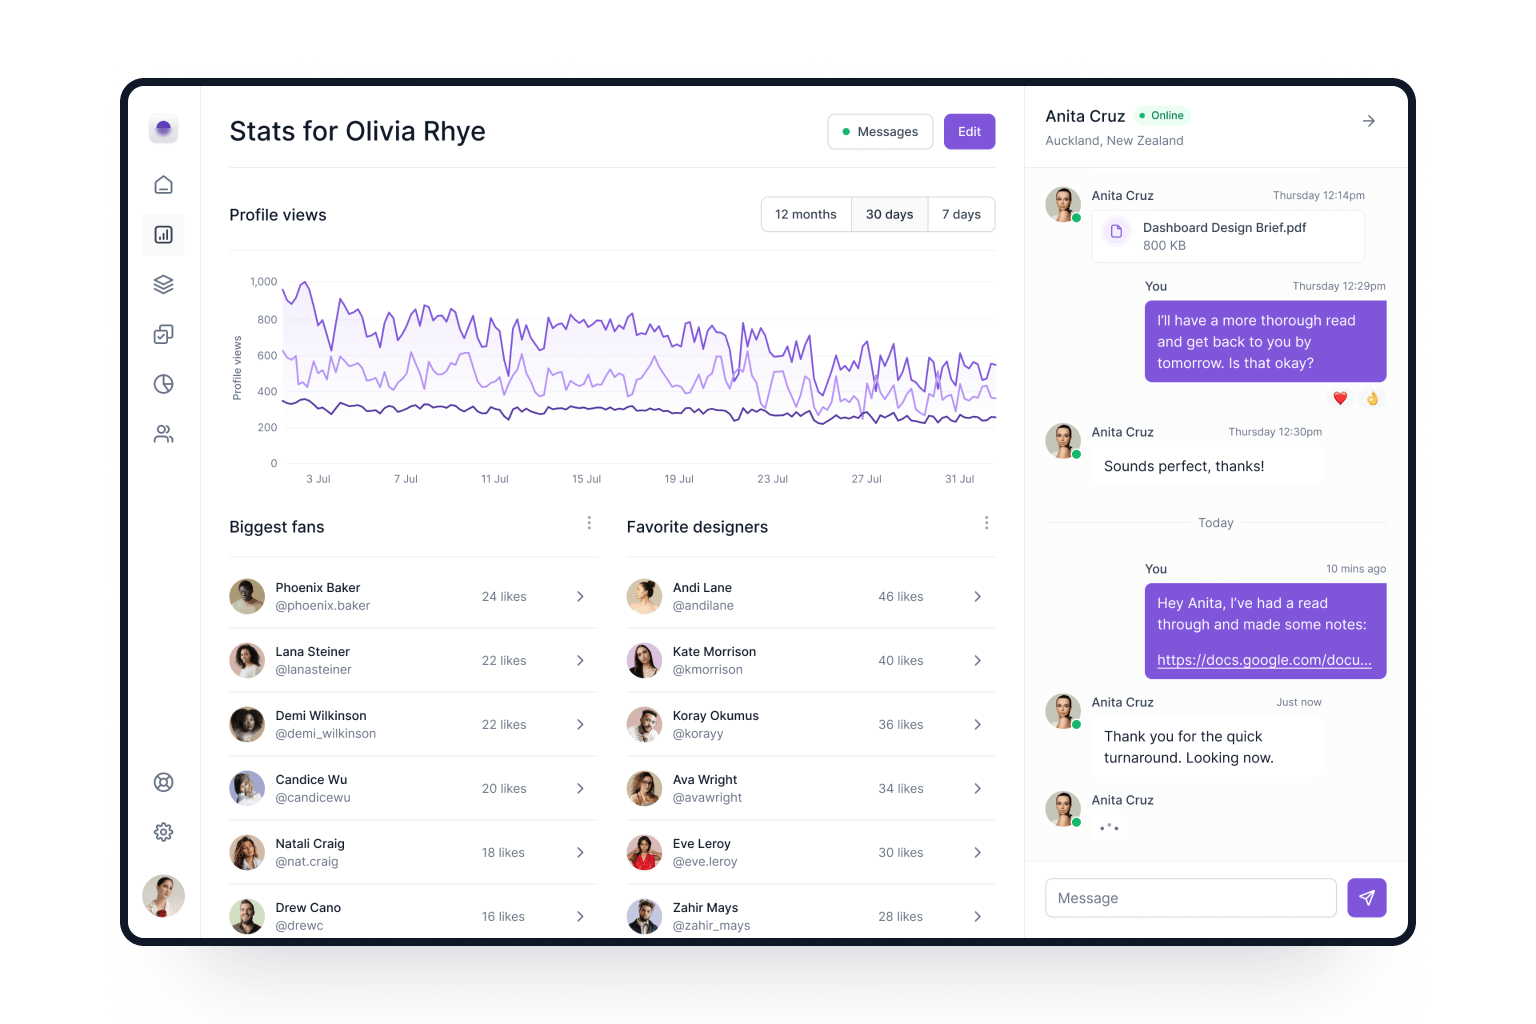 Stats for Olivia Rhye
Messages
Edit
Profile views
12 months
30 days
7 days
Profile views
1,000
800
600
400
200
0
3 Jul
7 Jul
11 Jul
15 Jul
19 Jul
23 Jul
27 Jul
31 Jul
Biggest fans
Phoenix Baker
@phoenix.baker
24 likes
Lana Steiner
@lanasteiner
22 likes
Demi Wilkinson
@demi_wilkinson
22 likes
Candice Wu
@candicewu
20 likes
Natali Craig
@nat.craig
18 likes
Drew Cano
@drewc
16 likes
Favorite designers
Andi Lane
@andilane
46 likes
Kate Morrison
@kmorrison
40 likes
Koray Okumus
@korayy
36 likes
Ava Wright
@avawright
34 likes
Eve Leroy
@eve.leroy
30 likes
Zahir Mays
@zahir_mays
28 likes
Anita Cruz
Online
Auckland, New Zealand
Anita Cruz
Thursday 12:14pm
Dashboard Design Brief.pdf
800 KB
You
Thursday 12:29pm
I’ll have a more thorough read
and get back to you by
tomorrow. Is that okay?
Anita Cruz
Thursday 12:30pm
Sounds perfect, thanks!
Today
You
10 mins ago
Hey Anita, I’ve had a read
through and made some notes:
https://docs.google.com/docu...
Anita Cruz
Just now
Thank you for the quick
turnaround. Looking now.
Anita Cruz
Message